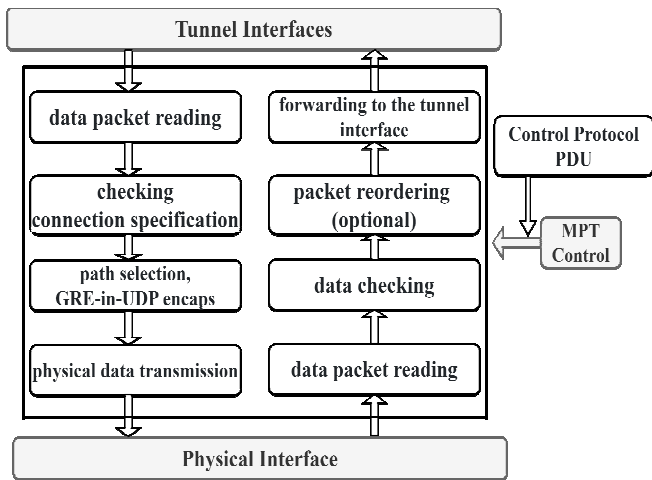 Tunnel Interfaces
data packet reading
checking
connection specification
path selection,
GRE-in-UDP encaps
physical data transmission
forwarding to the tunnel
interface
packet reordering
(optional)
data checking
data packet reading
Control Protocol
PDU
MPT
Control
Physical Interface